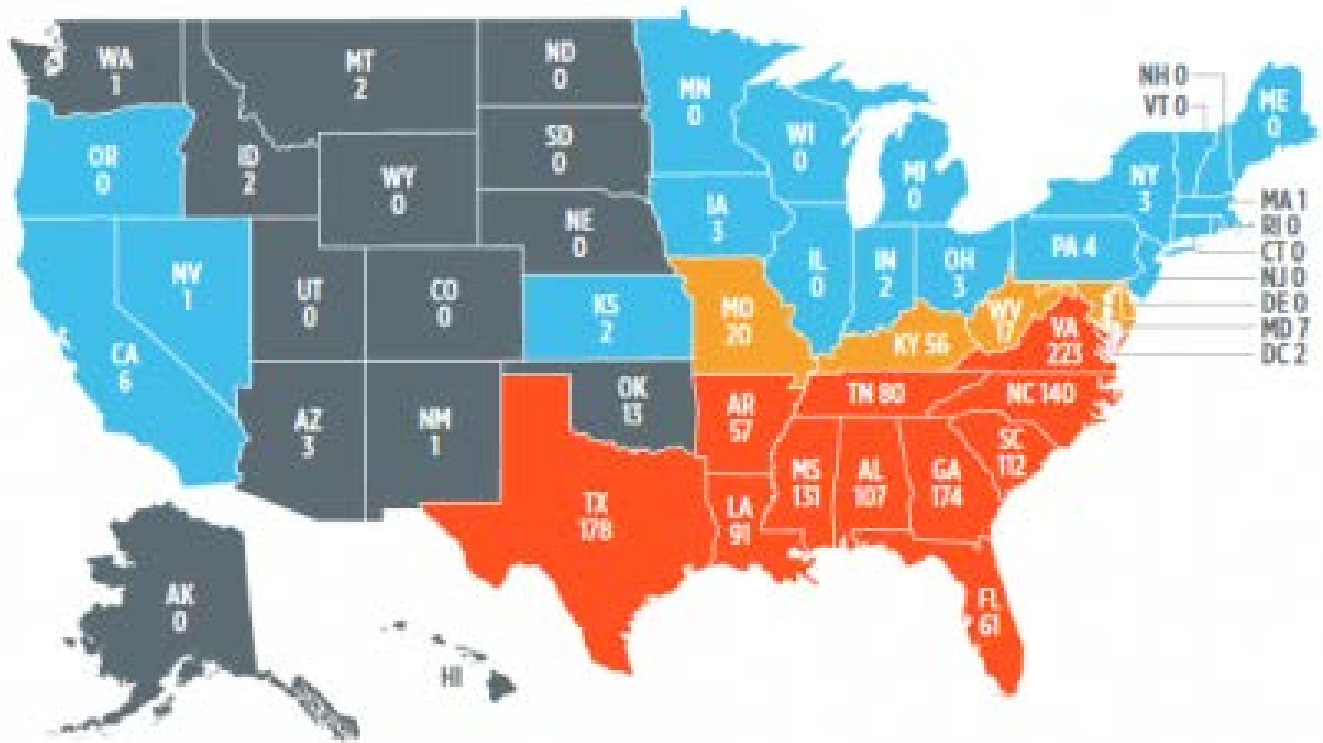 WA
1
MT
2
ND
0
MN
0
NH 0
VT 0
ME
0
OR
0
ID
2
WY
0
SD
0
WI
0
MI
0
NY
3
MA 1
RI 0
CT 0
NJ 0
DE 0
MD 7
DC 2
NE
0
IA
3
PA 4
NV
1
UT
0
CO
0
KS
2
MO
20
IL
0
IN
2
OH
3
WV
17
VA
223
KY 56
CA
6
AZ
3
NM
1
OK
13
AR
57
TN 80
NC 140
SC
112
TX
178
LA
91
MS
131
AL
107
GA
174
FL
61
AK
0
HI